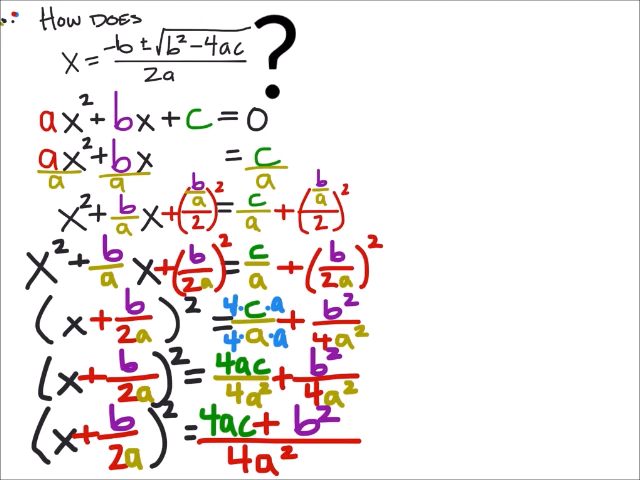 HOW DOES
x = -b ± √b² - 4ac / 2a ?
ax² + bx + c = 0
ax²/a + bx/a = c/a
x² + b/a x + ((b/a)/2)² = c/a + ((b/a)/2)²
x² + b/a x + (b/2a)² = c/a + (b/2a)²
(x + b/2a)² = 4·c·a/4·a·a + b²/4a²
(x + b/2a)² = 4ac/4a² + b²/4a²
(x + b/2a)² = 4ac + b²/4a²